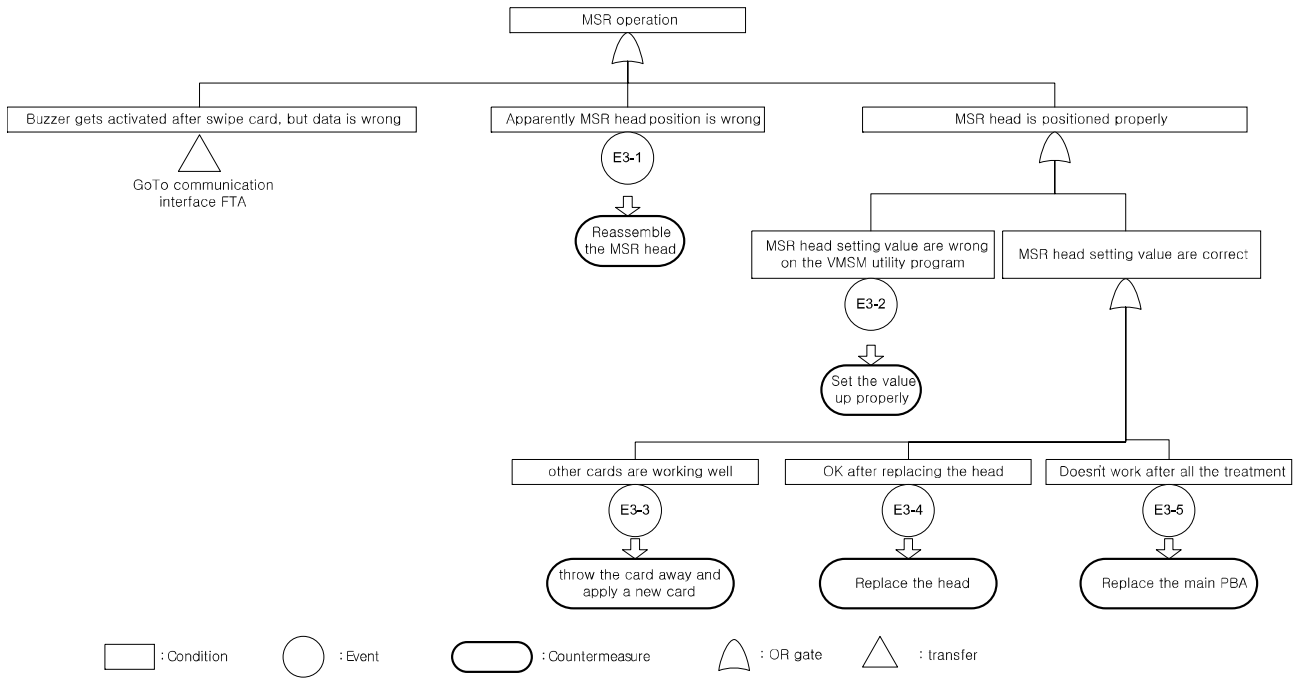 MSR operation
Buzzer gets activated after swipe card, but data is wrong
Apparently MSR head position is wrong
MSR head is positioned properly
GoTo communication
interface FTA
E3-1
Reassemble
the MSR head
MSR head setting value are wrong
on the VMSM utility program
MSR head setting value are correct
E3-2
Set the value
up properly
other cards are working well
OK after replacing the head
Doesn't work after all the treatment
E3-3
E3-4
E3-5
throw the card away and
apply a new card
Replace the head
Replace the main PBA
: Condition
: Event
: Countermeasure
: OR gate
: transfer